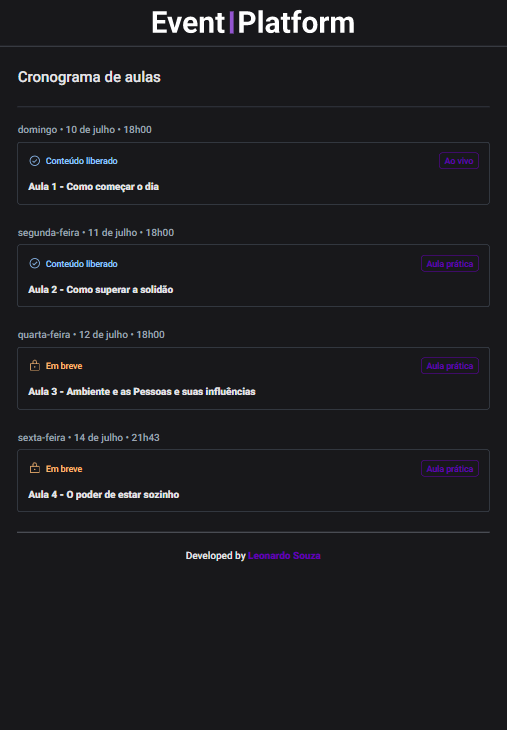 Event|Platform
Cronograma de aulas
domingo • 10 de julho • 18h00
Conteúdo liberado
Ao vivo
Aula 1 - Como começar o dia
segunda-feira • 11 de julho • 18h00
Conteúdo liberado
Aula prática
Aula 2 - Como superar a solidão
quarta-feira • 12 de julho • 18h00
Em breve
Aula prática
Aula 3 - Ambiente e as Pessoas e suas influências
sexta-feira • 14 de julho • 21h43
Em breve
Aula prática
Aula 4 - O poder de estar sozinho
Developed by Leonardo Souza